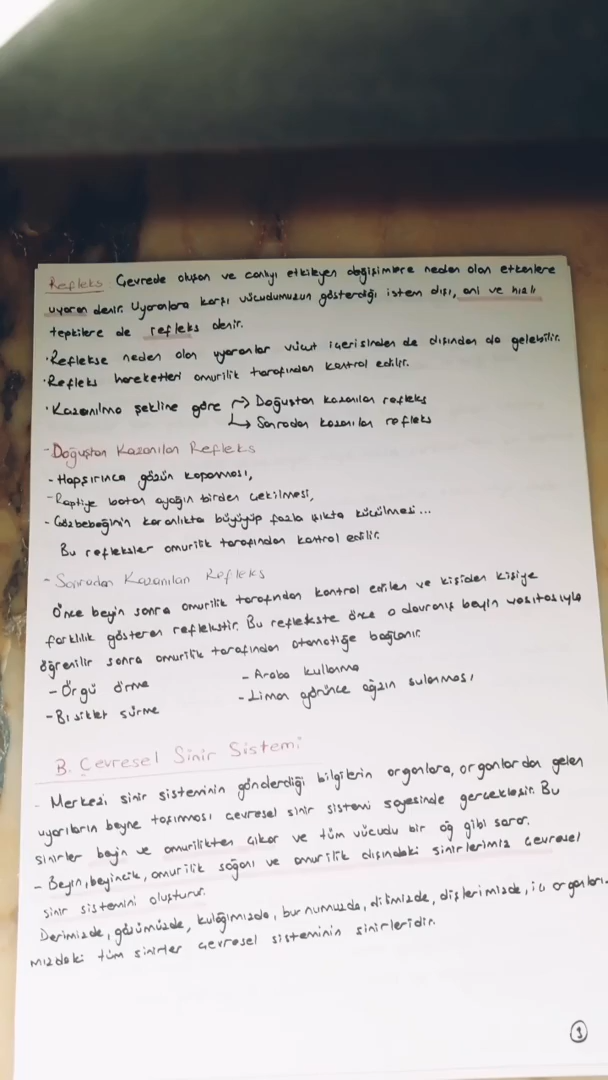 Refleks: Çevrede oluşan ve canlıyı etkileyen değişimlere neden olan etkenlere
uyaran denir. Uyaranlara karşı vücudumuzun gösterdiği istem dışı, ani ve hızlı
tepkilere de refleks denir.
·Reflekse neden olan uyaranlar vücut içerisinden de dışından da gelebilir.
·Refleks hareketleri omurilik tarafından kontrol edilir.
·Kazanılma şekline göre → Doğuştan kazanılan refleks
↳ Sonradan kazanılan refleks
-Doğuştan Kazanılan Refleks
- Hapşırınca gözün kapanması,
- Raptiye batan ayağın birden çekilmesi,
- Gözbebeğinin karanlıkta büyüyüp fazla ışıkta küçülmesi...
Bu refleksler omurilik tarafından kontrol edilir.
- Sonradan Kazanılan Refleks
Önce beyin sonra omurilik tarafından kontrol edilen ve kişiden kişiye
farklılık gösteren reflekstir. Bu reflekste önce o davranış beyin vasıtasıyla
öğrenilir sonra omurilik tarafından otomatiğe bağlanır.
- Örgü örme - Araba kullanma
- Bisiklet sürme - Limon görünce ağzın sulanması
B. Çevresel Sinir Sistemi
- Merkezi sinir sisteminin gönderdiği bilgilerin organlara, organlardan gelen
uyarıların beyne taşınması çevresel sinir sistemi sayesinde gerçekleşir. Bu
sinirler beyin ve omurilikten çıkar ve tüm vücudu bir ağ gibi sarar.
- Beyin, beyincik, omurilik soğanı ve omurilik dışındaki sinirlerimiz çevresel
sinir sistemini oluşturur.
Derimizde, gözümüzde, kulağımızda, burnumuzda, dilimizde, dişlerimizde, iç organları-
mızdaki tüm sinirler çevresel sisteminin sinirleridir.
3